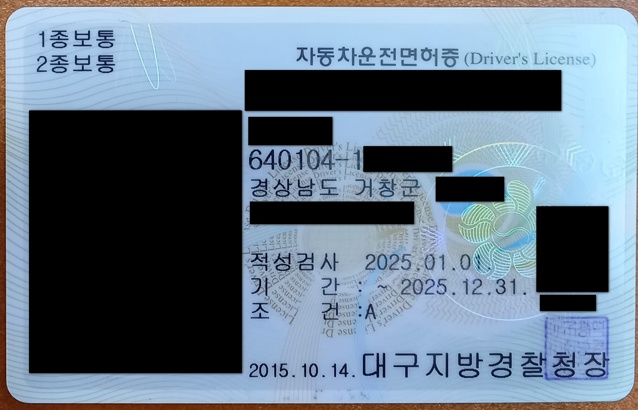 1종보통
2종보통
자동차운전면허증 (Driver's License)
640104-1
경상남도 거창군
적성검사 2025.01.01.
기 간 : ~ 2025.12.31.
조 건 :A
2015.10.14. 대구지방경찰청장